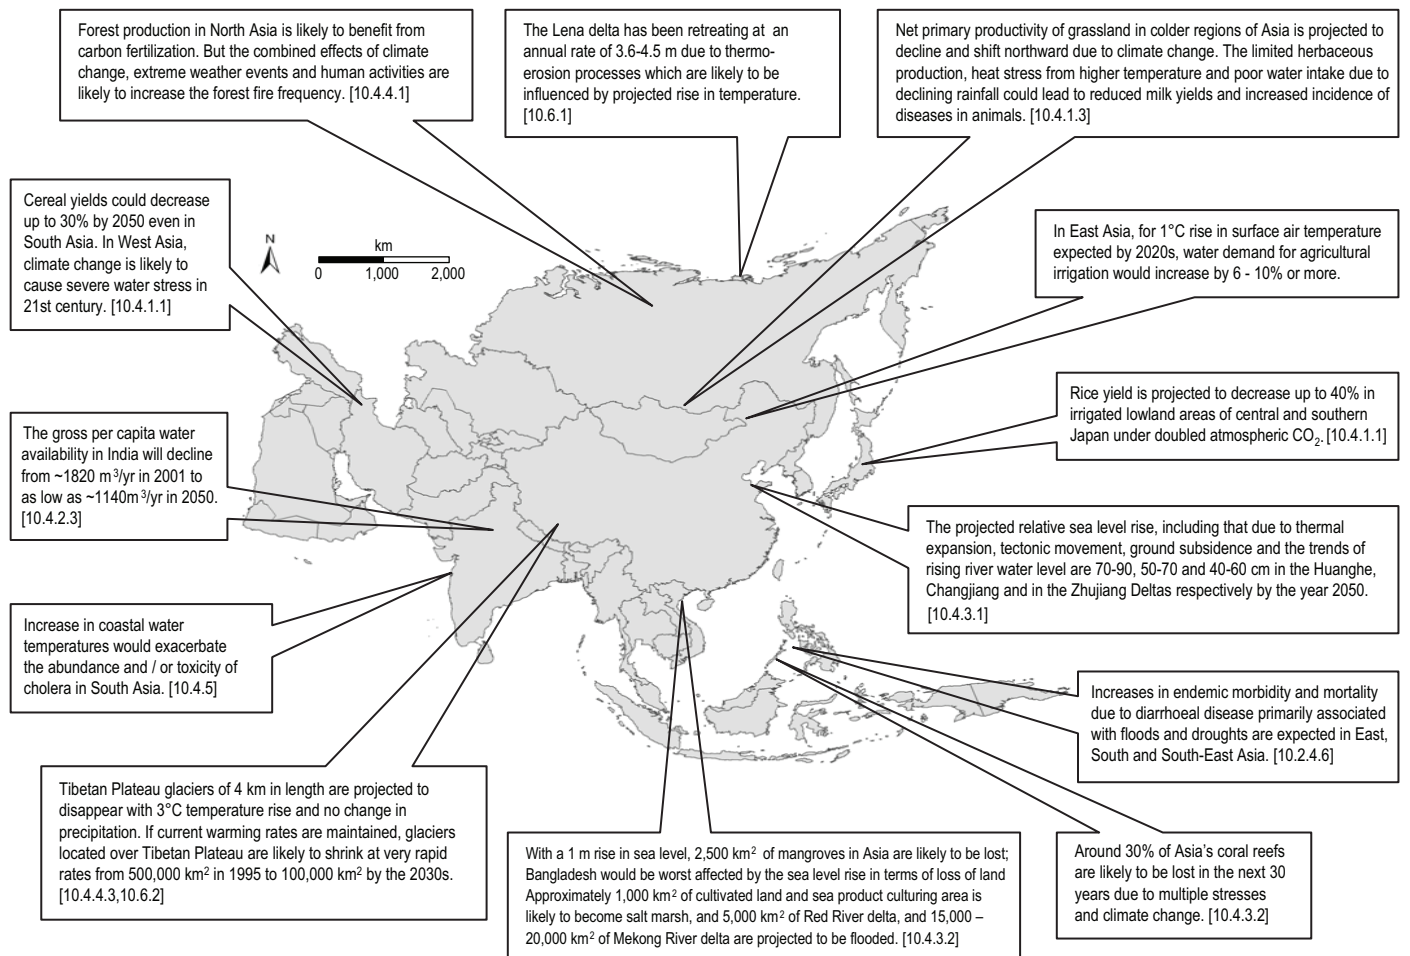 Forest production in North Asia is likely to benefit from
carbon fertilization. But the combined effects of climate
change, extreme weather events and human activities are
likely to increase the forest fire frequency. [10.4.4.1]
The Lena delta has been retreating at an
annual rate of 3.6-4.5 m due to thermo-
erosion processes which are likely to be
influenced by projected rise in temperature.
[10.6.1]
Net primary productivity of grassland in colder regions of Asia is projected to
decline and shift northward due to climate change. The limited herbaceous
production, heat stress from higher temperature and poor water intake due to
declining rainfall could lead to reduced milk yields and increased incidence of
diseases in animals. [10.4.1.3]
Cereal yields could decrease
up to 30% by 2050 even in
South Asia. In West Asia,
climate change is likely to
cause severe water stress in
21st century. [10.4.1.1]
N
km
0 1,000 2,000
In East Asia, for 1°C rise in surface air temperature
expected by 2020s, water demand for agricultural
irrigation would increase by 6 - 10% or more.
Rice yield is projected to decrease up to 40% in
irrigated lowland areas of central and southern
Japan under doubled atmospheric CO₂. [10.4.1.1]
The gross per capita water
availability in India will decline
from ~1820 m³/yr in 2001 to
as low as ~1140m³/yr in 2050.
[10.4.2.3]
The projected relative sea level rise, including that due to thermal
expansion, tectonic movement, ground subsidence and the trends of
rising river water level are 70-90, 50-70 and 40-60 cm in the Huanghe,
Changjiang and in the Zhujiang Deltas respectively by the year 2050.
[10.4.3.1]
Increase in coastal water
temperatures would exacerbate
the abundance and / or toxicity of
cholera in South Asia. [10.4.5]
Increases in endemic morbidity and mortality
due to diarrhoeal disease primarily associated
with floods and droughts are expected in East,
South and South-East Asia. [10.2.4.6]
Tibetan Plateau glaciers of 4 km in length are projected to
disappear with 3°C temperature rise and no change in
precipitation. If current warming rates are maintained, glaciers
located over Tibetan Plateau are likely to shrink at very rapid
rates from 500,000 km² in 1995 to 100,000 km² by the 2030s.
[10.4.4.3,10.6.2]
With a 1 m rise in sea level, 2,500 km² of mangroves in Asia are likely to be lost;
Bangladesh would be worst affected by the sea level rise in terms of loss of land
Approximately 1,000 km² of cultivated land and sea product culturing area is
likely to become salt marsh, and 5,000 km² of Red River delta, and 15,000 –
20,000 km² of Mekong River delta are projected to be flooded. [10.4.3.2]
Around 30% of Asia's coral reefs
are likely to be lost in the next 30
years due to multiple stresses
and climate change. [10.4.3.2]